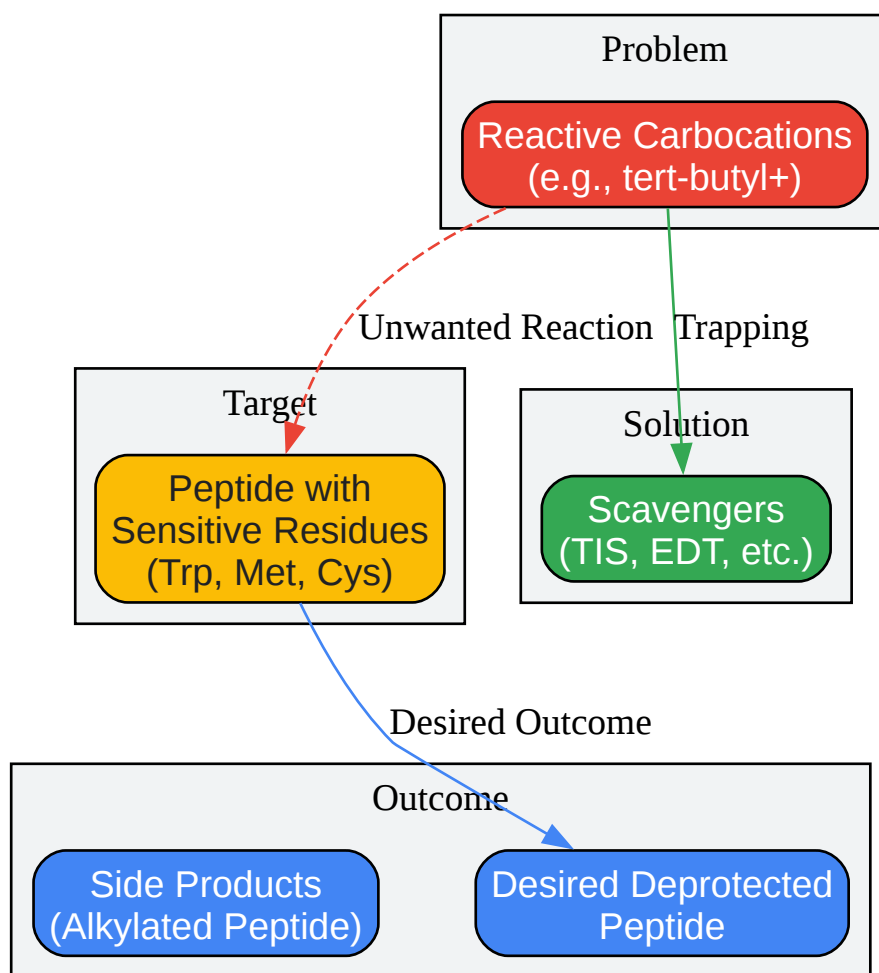 Problem
Reactive Carbocations
(e.g., tert-butyl+)
Unwanted Reaction
Trapping
Target
Peptide with
Sensitive Residues
(Trp, Met, Cys)
Solution
Scavengers
(TIS, EDT, etc.)
Desired Outcome
Outcome
Side Products
(Alkylated Peptide)
Desired Deprotected
Peptide